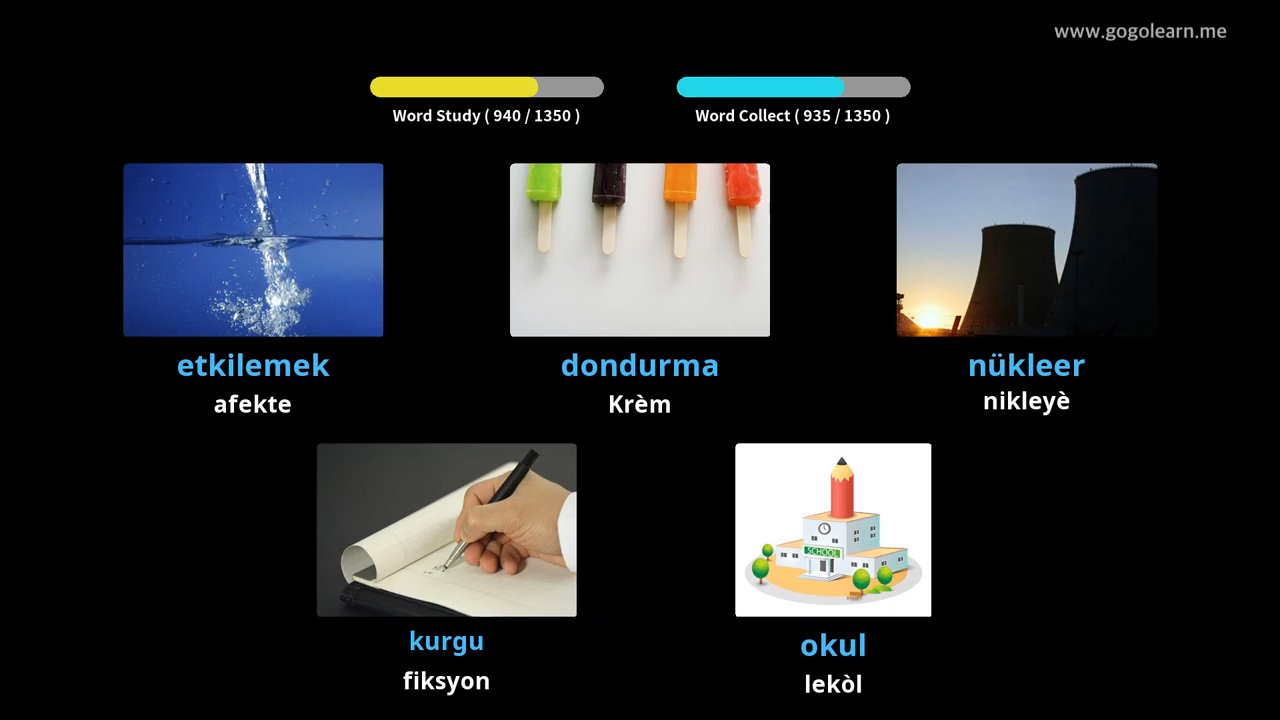 www.gogolearn.me
Word Study ( 940 / 1350 )
Word Collect ( 935 / 1350 )
etkilemek
afekte
dondurma
Krèm
nükleer
nikleyè
SCHOOL
kurgu
fiksyon
okul
lekòl